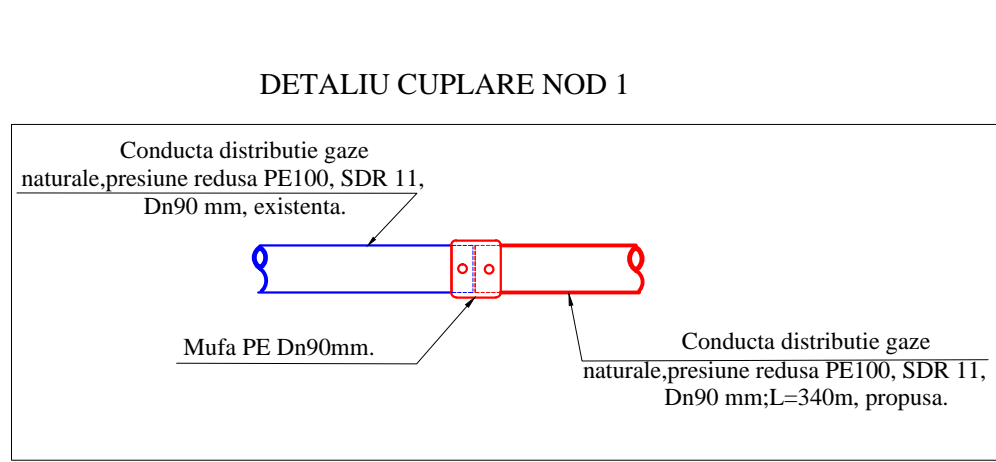 DETALIU CUPLARE NOD 1
Conducta distributie gaze
naturale,presiune redusa PE100, SDR 11,
Dn90 mm, existenta.
Mufa PE Dn90mm.
Conducta distributie gaze
naturale,presiune redusa PE100, SDR 11,
Dn90 mm;L=340m, propusa.